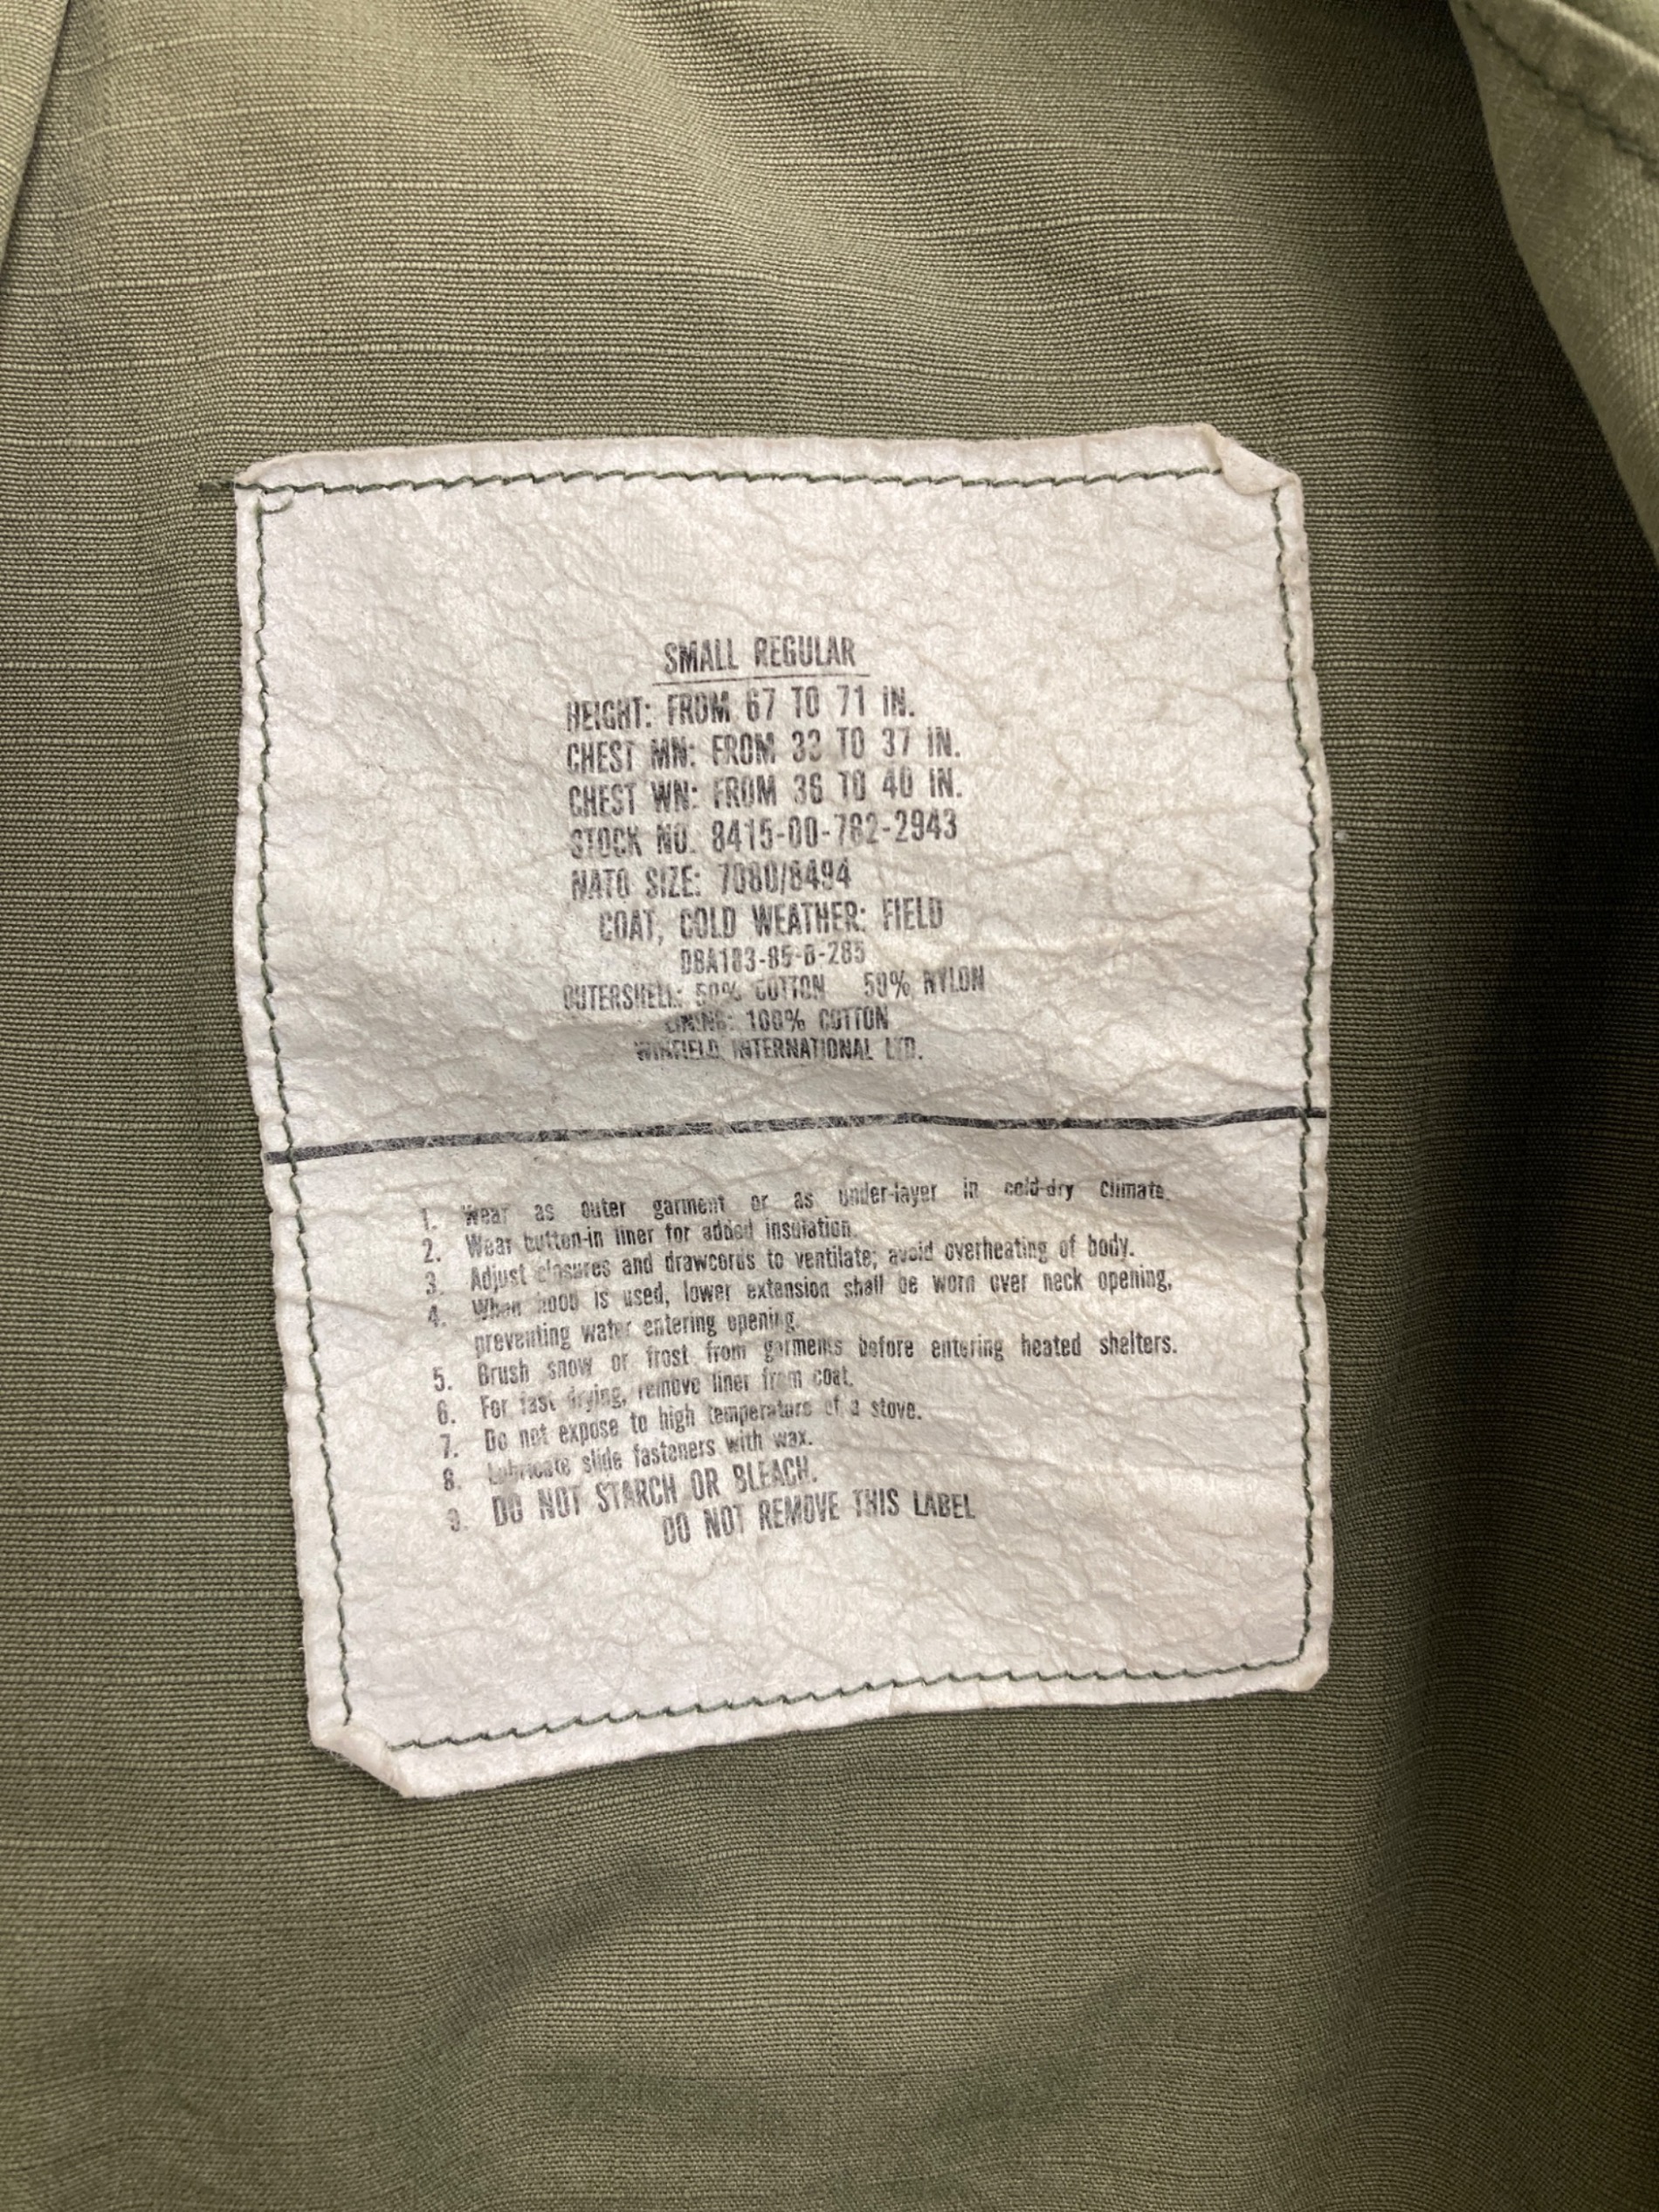 SMALL REGULAR
HEIGHT: FROM 67 TO 71 IN.
CHEST MN: FROM 33 TO 37 IN.
CHEST WN: FROM 36 TO 40 IN.
STOCK NO. 8415-00-782-2943
NATO SIZE: 7080/8494
COAT, COLD WEATHER: FIELD
OUTERSHELL: 50% COTTON 50% NYLON
LINING: 100% COTTON
WINFIELD INTERNATIONAL LTD.
1. Wear as outer garment or as under-layer in cold-dry Climate.
2. Wear button-in liner for added insulation.
3. Adjust closures and drawcords to ventilate; avoid overheating of body.
4. When hood is used, lower extension shall be worn over neck opening,
preventing water entering opening.
5. Brush snow or frost from garments before entering heated shelters.
6. For fast drying, remove liner from coat.
7. Do not expose to high temperature of a stove.
8. Lubricate slide fasteners with wax.
9. DO NOT STARCH OR BLEACH.
DO NOT REMOVE THIS LABEL